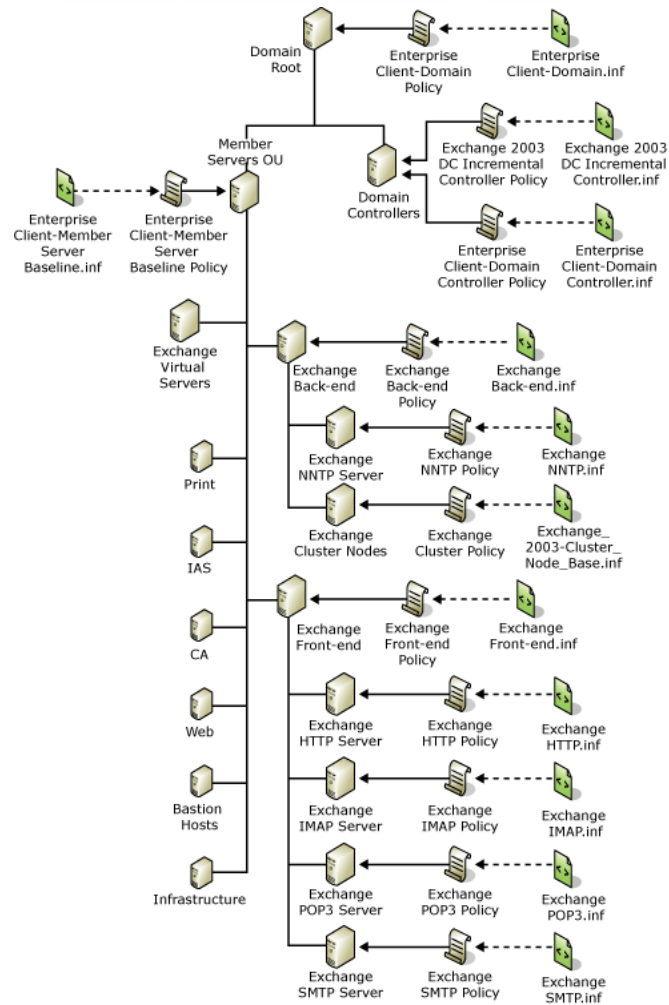 Domain
Root
Enterprise
Client-Domain
Policy
Enterprise
Client-Domain.inf
Member
Servers OU
Exchange 2003
DC Incremental
Controller Policy
Exchange 2003
DC Incremental
Controller.inf
Domain
Controllers
Enterprise
Client-Member
Server
Baseline.inf
Enterprise
Client-Member
Server
Baseline Policy
Enterprise
Client-Domain
Controller Policy
Enterprise
Client-Domain
Controller.inf
Exchange
Virtual
Servers
Exchange
Back-end
Exchange
Back-end
Policy
Exchange
Back-end.inf
Print
Exchange
NNTP Server
Exchange
NNTP Policy
Exchange
NNTP.inf
IAS
Exchange
Cluster Nodes
Exchange
Cluster Policy
Exchange_
2003-Cluster_
Node_Base.inf
CA
Exchange
Front-end
Exchange
Front-end
Policy
Exchange
Front-end.inf
Web
Exchange
HTTP Server
Exchange
HTTP Policy
Exchange
HTTP.inf
Bastion
Hosts
Exchange
IMAP Server
Exchange
IMAP Policy
Exchange
IMAP.inf
Infrastructure
Exchange
POP3 Server
Exchange
POP3 Policy
Exchange
POP3.inf
Exchange
SMTP Server
Exchange
SMTP Policy
Exchange
SMTP.inf